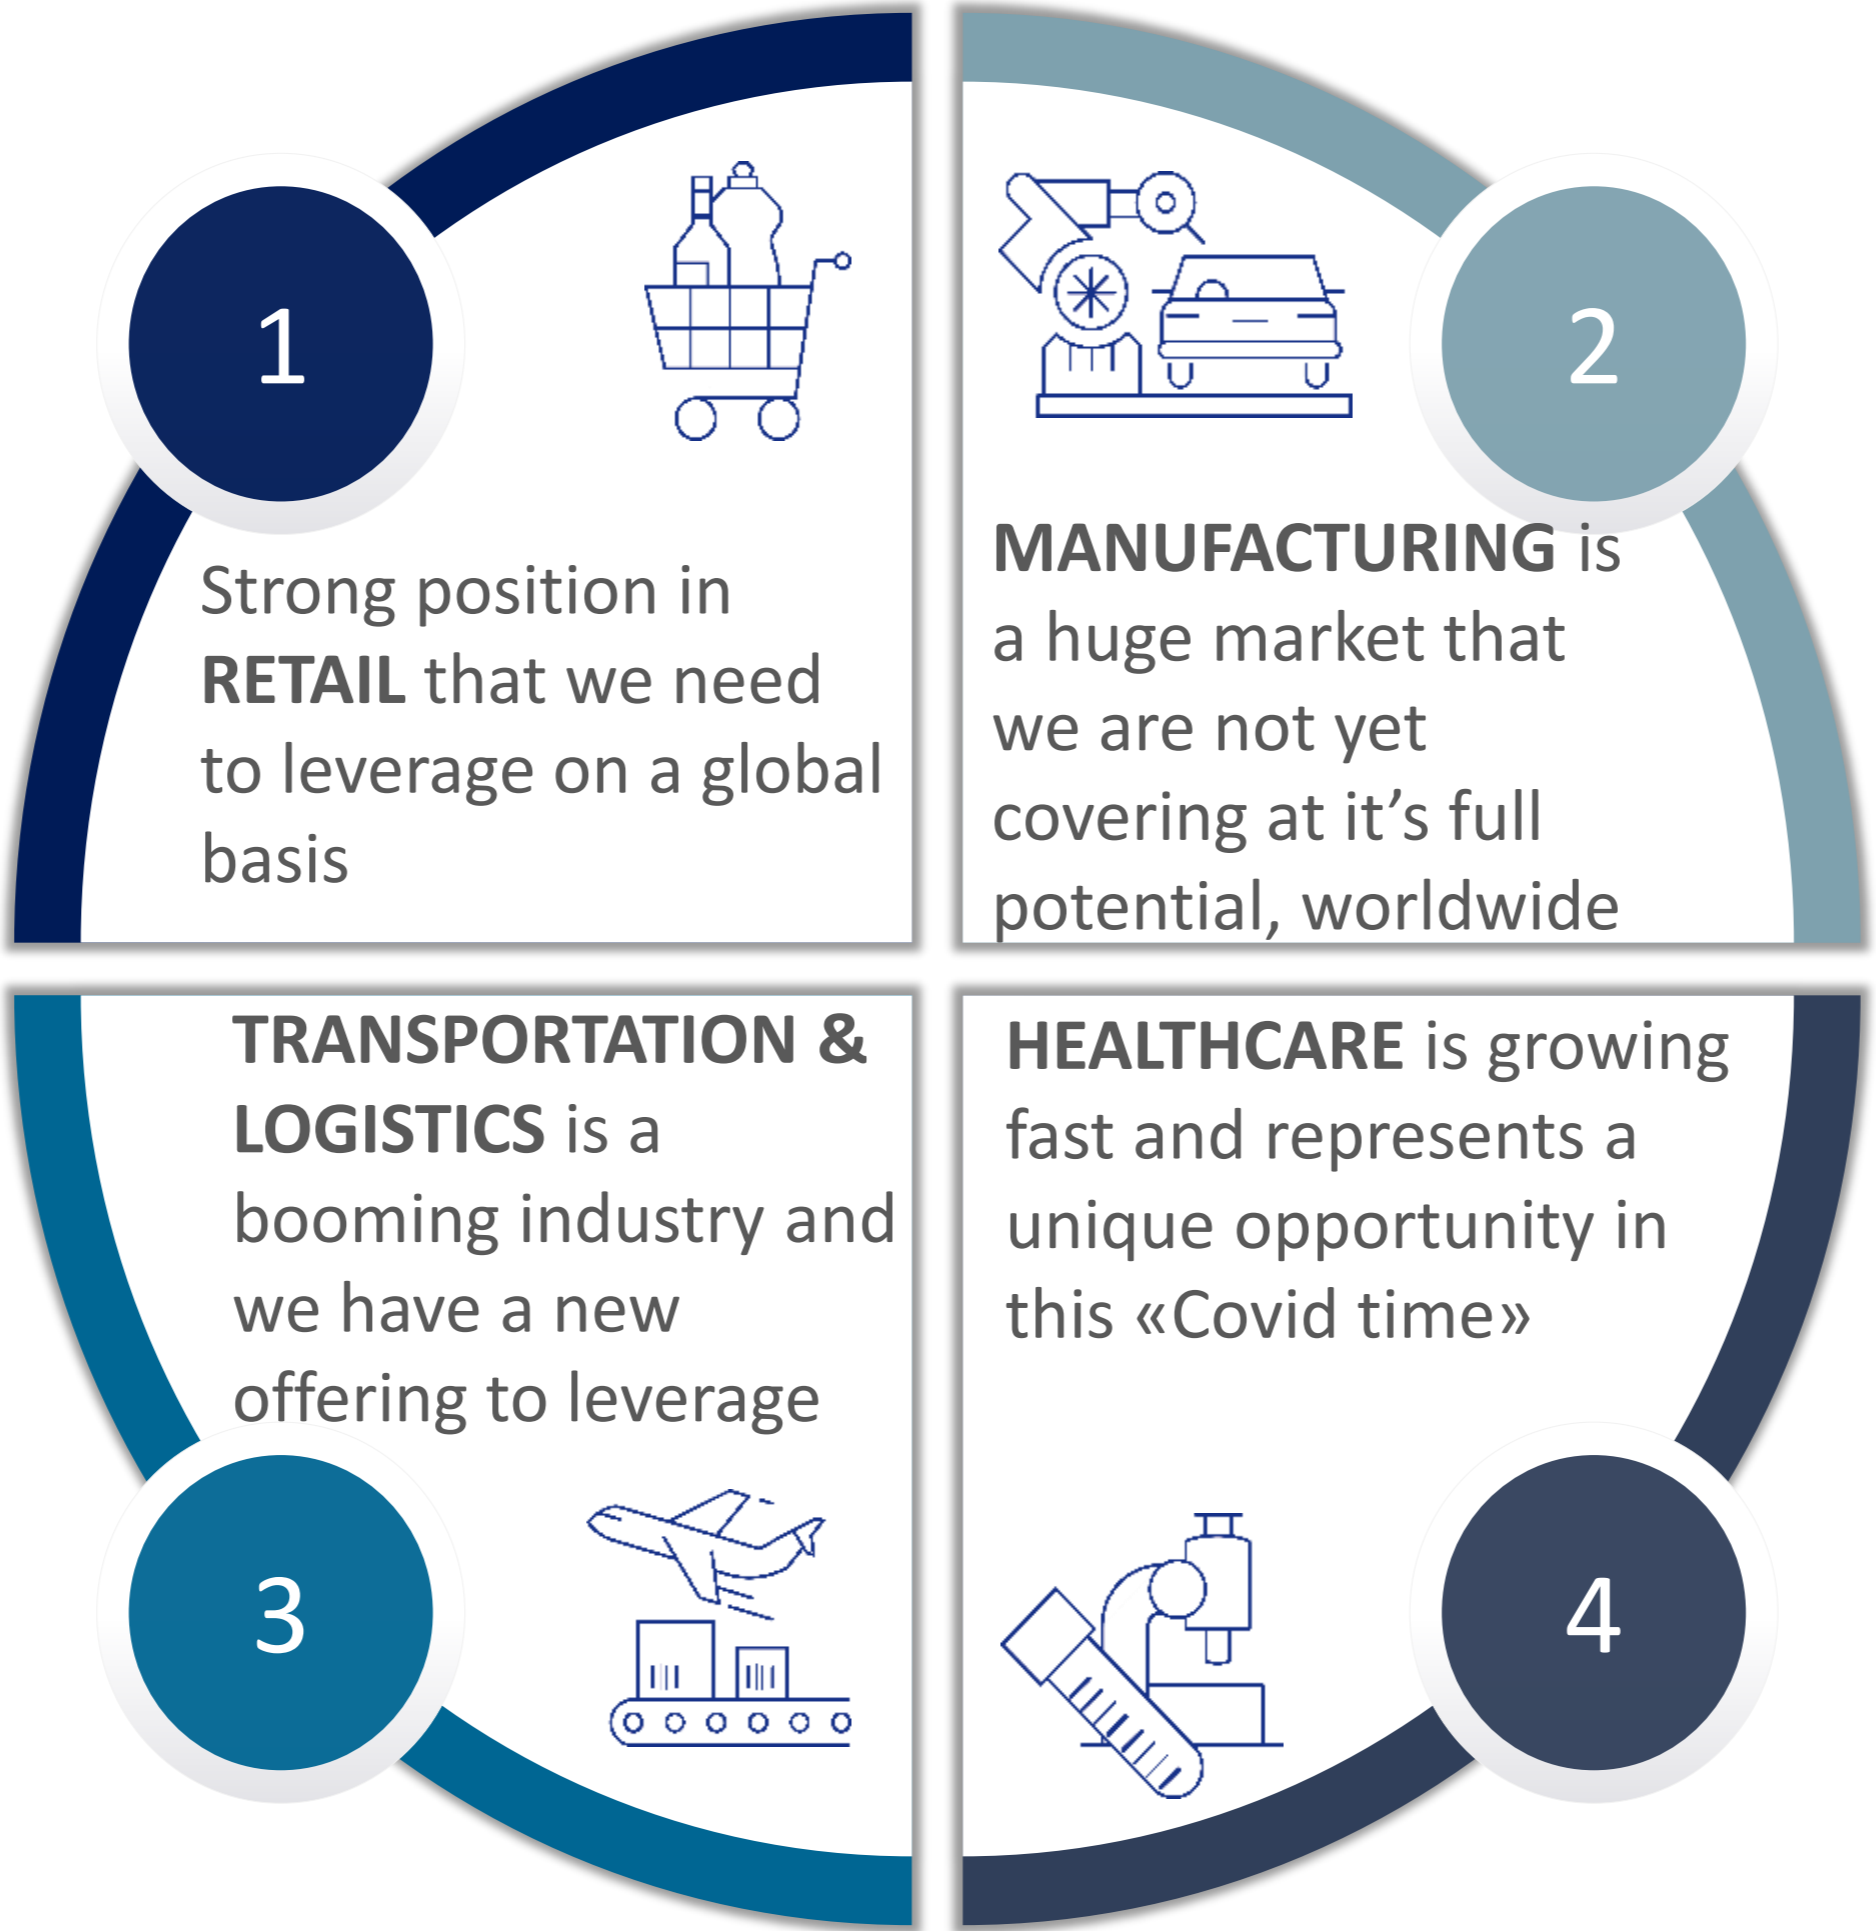 1
Strong position in
RETAIL that we need
to leverage on a global
basis
2
MANUFACTURING is
a huge market that
we are not yet
covering at it’s full
potential, worldwide
TRANSPORTATION &
LOGISTICS is a
booming industry and
we have a new
offering to leverage
3
HEALTHCARE is growing
fast and represents a
unique opportunity in
this «Covid time»
4